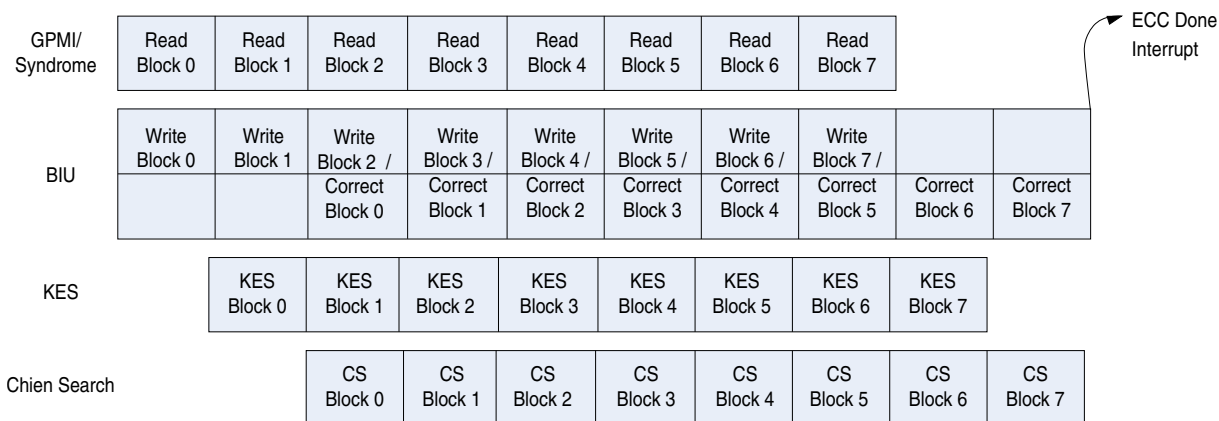 GPMI/
Syndrome
Read
Block 0
Read
Block 1
Read
Block 2
Read
Block 3
Read
Block 4
Read
Block 5
Read
Block 6
Read
Block 7
ECC Done
Interrupt
BIU
Write
Block 0
Write
Block 1
Write
Block 2 /
Write
Block 3 /
Write
Block 4 /
Write
Block 5 /
Write
Block 6 /
Write
Block 7 /
Correct
Block 0
Correct
Block 1
Correct
Block 2
Correct
Block 3
Correct
Block 4
Correct
Block 5
Correct
Block 6
Correct
Block 7
KES
KES
Block 0
KES
Block 1
KES
Block 2
KES
Block 3
KES
Block 4
KES
Block 5
KES
Block 6
KES
Block 7
Chien Search
CS
Block 0
CS
Block 1
CS
Block 2
CS
Block 3
CS
Block 4
CS
Block 5
CS
Block 6
CS
Block 7